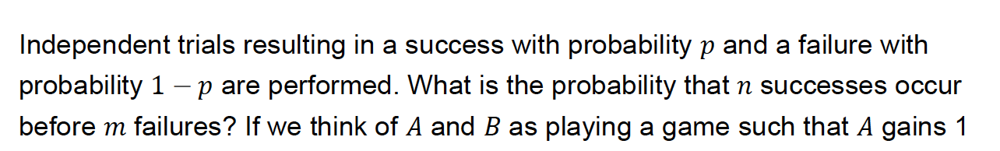 Independent trials resulting in a success with probability p and a failure with
probability 1 − p are performed. What is the probability that n successes occur
before m failures? If we think of A and B as playing a game such that A gains 1